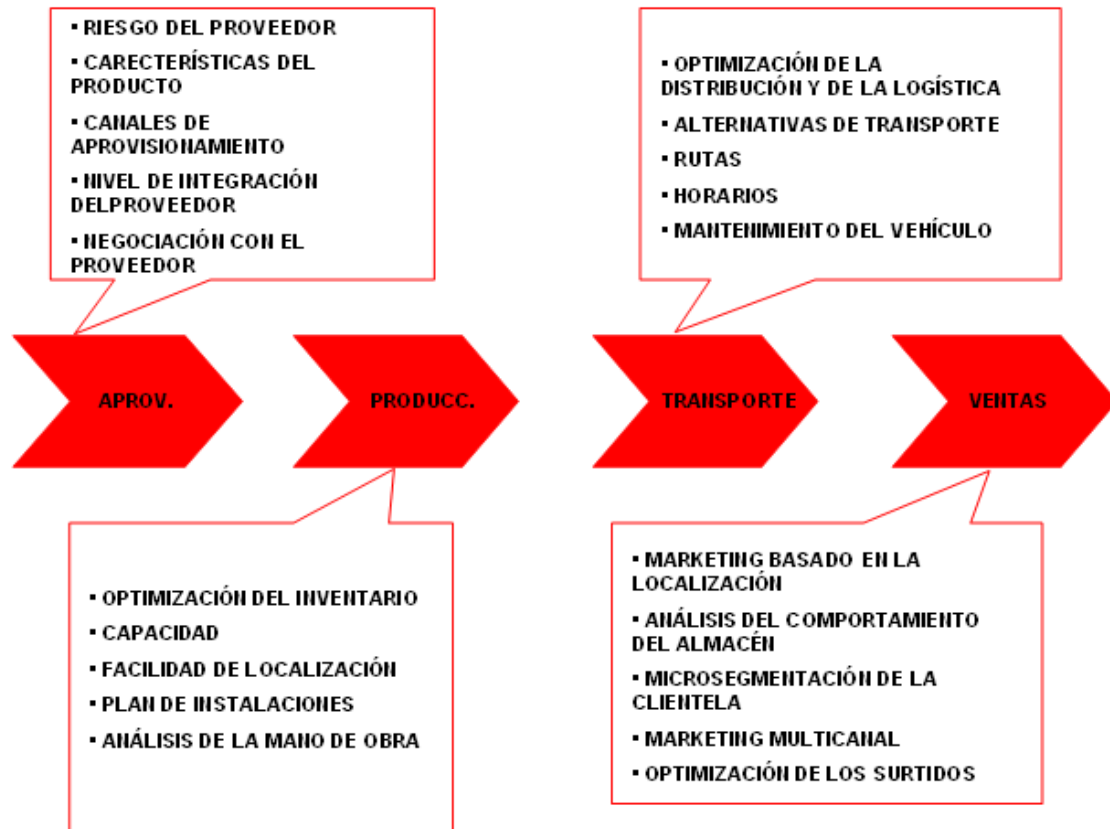 ▪ RIESGO DEL PROVEEDOR
▪ CARECTERÍSTICAS DEL
PRODUCTO
▪ CANALES DE
APROVISIONAMIENTO
▪ NIVEL DE INTEGRACIÓN
DELPROVEEDOR
▪ NEGOCIACIÓN CON EL
PROVEEDOR
▪ OPTIMIZACIÓN DE LA
DISTRIBUCIÓN Y DE LA LOGÍSTICA
▪ ALTERNATIVAS DE TRANSPORTE
▪ RUTAS
▪ HORARIOS
▪ MANTENIMIENTO DEL VEHÍCULO
APROV.
PRODUCC.
TRANSPORTE
VENTAS
▪ OPTIMIZACIÓN DEL INVENTARIO
▪ CAPACIDAD
▪ FACILIDAD DE LOCALIZACIÓN
▪ PLAN DE INSTALACIONES
▪ ANÁLISIS DE LA MANO DE OBRA
▪ MARKETING BASADO EN LA
LOCALIZACIÓN
▪ ANÁLISIS DEL COMPORTAMIENTO
DEL ALMACÉN
▪ MICROSEGMENTACIÓN DE LA
CLIENTELA
▪ MARKETING MULTICANAL
▪ OPTIMIZACIÓN DE LOS SURTIDOS